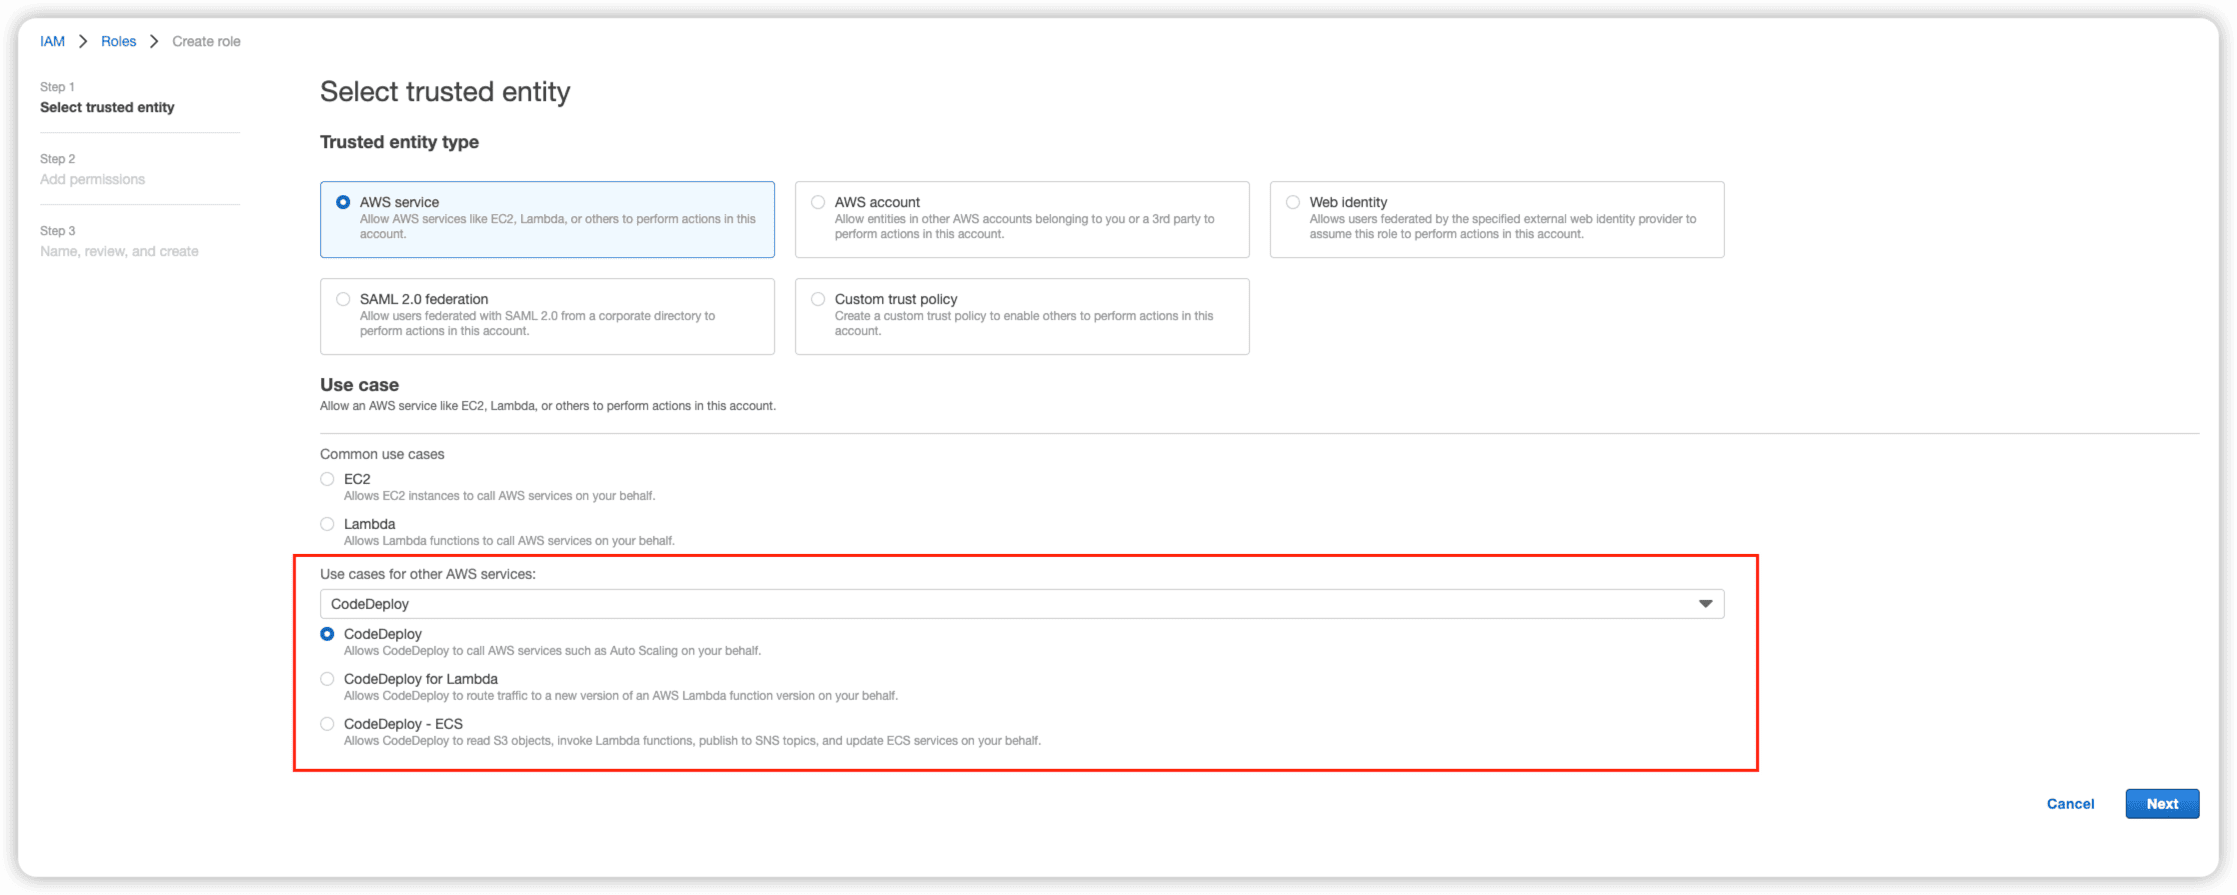 IAM > Roles > Create role
Step 1
Select trusted entity
Step 2
Add permissions
Step 3
Name, review, and create
Select trusted entity
Trusted entity type
AWS service
Allow AWS services like EC2, Lambda, or others to perform actions in this
account.
AWS account
Allow entities in other AWS accounts belonging to you or a 3rd party to
perform actions in this account.
Web identity
Allows users federated by the specified external web identity provider to
assume this role to perform actions in this account.
SAML 2.0 federation
Allow users federated with SAML 2.0 from a corporate directory to
perform actions in this account.
Custom trust policy
Create a custom trust policy to enable others to perform actions in this
account.
Use case
Allow an AWS service like EC2, Lambda, or others to perform actions in this account.
Common use cases
EC2
Allows EC2 instances to call AWS services on your behalf.
Lambda
Allows Lambda functions to call AWS services on your behalf.
Use cases for other AWS services:
CodeDeploy
CodeDeploy
Allows CodeDeploy to call AWS services such as Auto Scaling on your behalf.
CodeDeploy for Lambda
Allows CodeDeploy to route traffic to a new version of an AWS Lambda function version on your behalf.
CodeDeploy - ECS
Allows CodeDeploy to read S3 objects, invoke Lambda functions, publish to SNS topics, and update ECS services on your behalf.
Cancel
Next